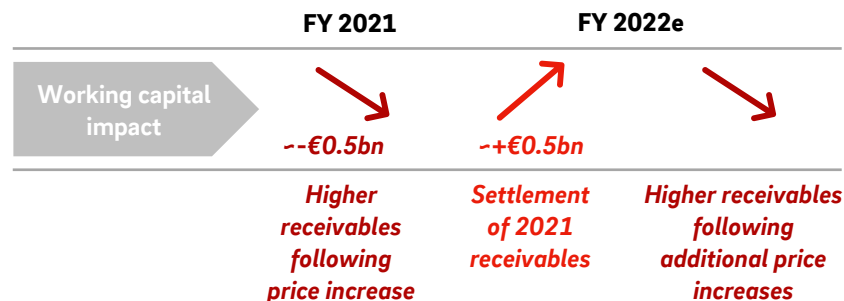 FY 2021
FY 2022e
Working capital
impact
~-€0.5bn
~+€0.5bn
Higher
receivables
following
price increase
Settlement
of 2021
receivables
Higher receivables
following
additional price
increases